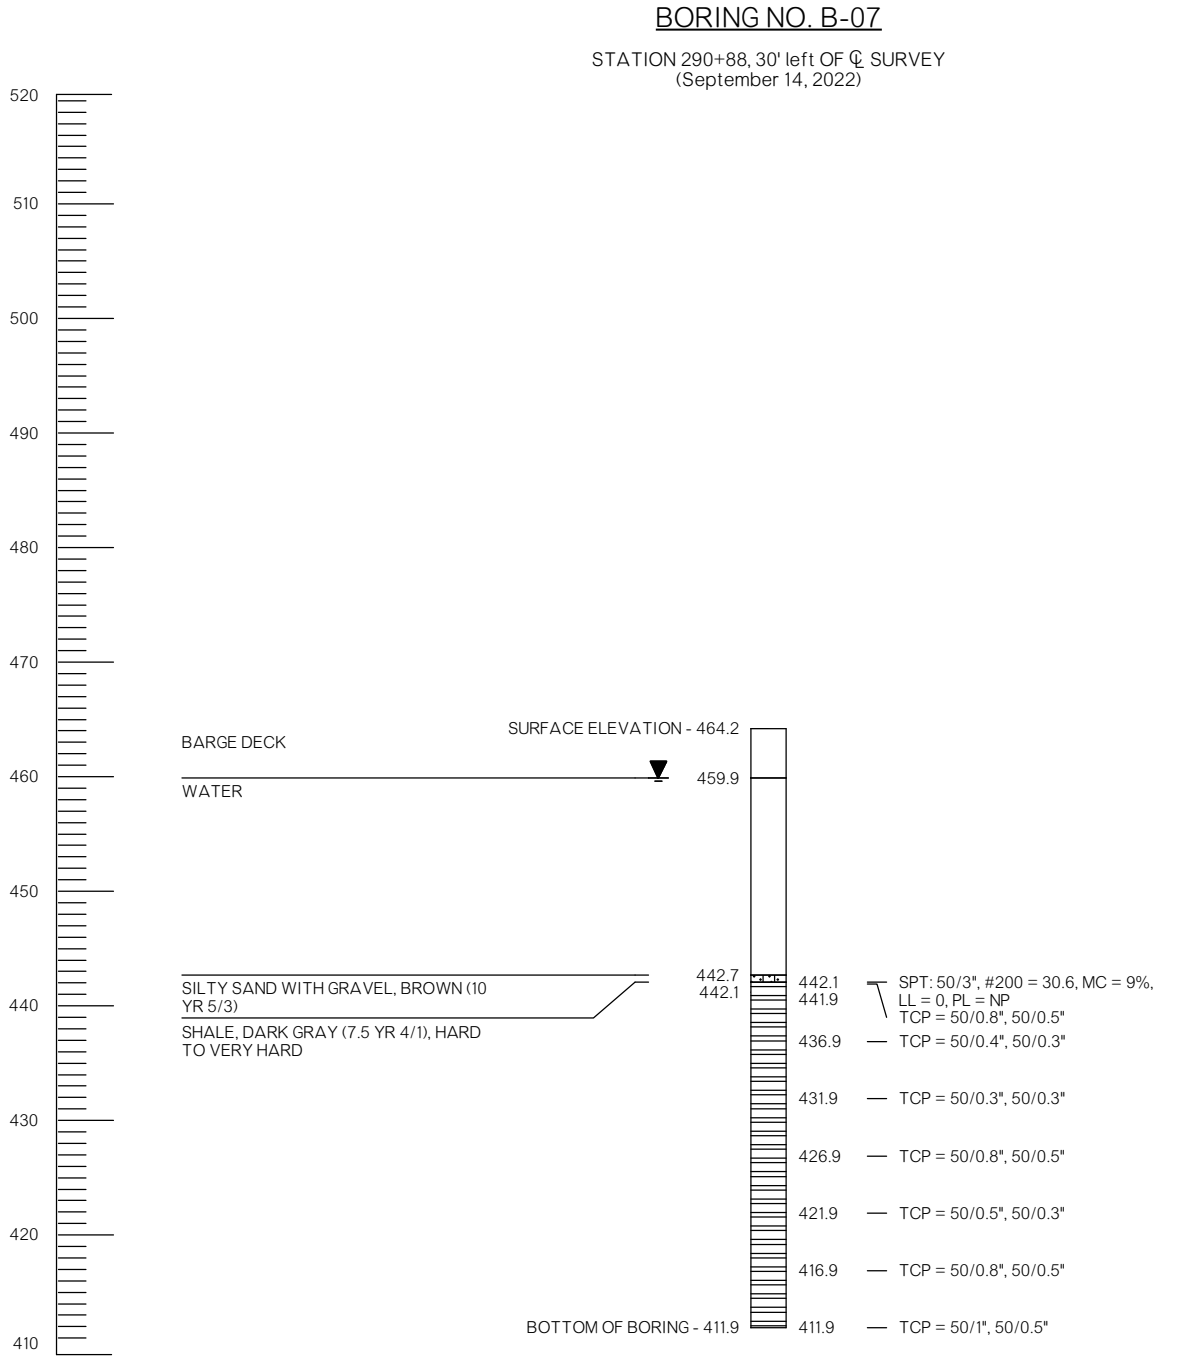 BORING NO. B-07
STATION 290+88, 30' left OF ℄ SURVEY
(September 14, 2022)
520
510
500
490
480
470
460
450
440
430
420
410
SURFACE ELEVATION - 464.2
BARGE DECK
459.9
WATER
442.7
442.1
SILTY SAND WITH GRAVEL, BROWN (10
YR 5/3)
SHALE, DARK GRAY (7.5 YR 4/1), HARD
TO VERY HARD
442.1
SPT: 50/3", #200 = 30.6, MC = 9%,
LL = 0, PL = NP
441.9
TCP = 50/0.8", 50/0.5"
436.9 TCP = 50/0.4", 50/0.3"
431.9 TCP = 50/0.3", 50/0.3"
426.9 TCP = 50/0.8", 50/0.5"
421.9 TCP = 50/0.5", 50/0.3"
416.9 TCP = 50/0.8", 50/0.5"
BOTTOM OF BORING - 411.9 411.9 TCP = 50/1", 50/0.5"